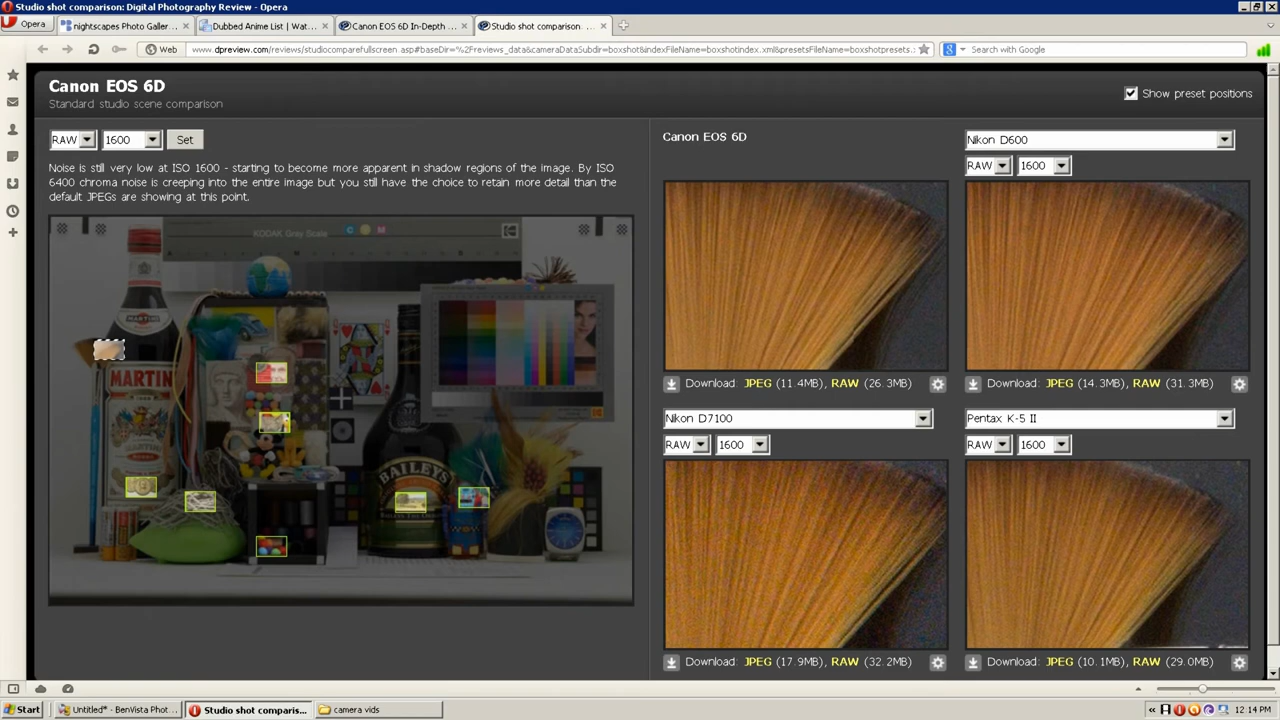 Studio shot comparison: Digital Photography Review - Opera
Opera
nightscapes Photo Galler...
Dubbed Anime List | Wat...
Canon EOS 6D In-Depth ...
Studio shot comparison. ...
Web
www.dpreview.com/reviews/studiocomparefullscreen.asp#baseDir=%2Freviews_data&cameraDataSubdir=boxshot&indexFileName=boxshotindex.xml&presetsFileName=boxshotpresets.
Search with Google
Canon EOS 6D
Standard studio scene comparison
Show preset positions
RAW
1600
Set
Noise is still very low at ISO 1600 - starting to become more apparent in shadow regions of the image. By ISO
6400 chroma noise is creeping into the entire image but you still have the choice to retain more detail than the
default JPEGs are showing at this point.
Canon EOS 6D
Nikon D600
RAW
1600
KODAK Gray Scale
C
Y
M
MARTINI
MARTIN
BAILEYS
Download: JPEG (11.4MB), RAW (26.3MB)
Download: JPEG (14.3MB), RAW (31.3MB)
Nikon D7100
Pentax K-5 II
RAW
1600
RAW
1600
Download: JPEG (17.9MB), RAW (32.2MB)
Download: JPEG (10.1MB), RAW (29.0MB)
Start
Untitled* - BenVista Phot...
Studio shot comparis...
camera vids
12:14 PM